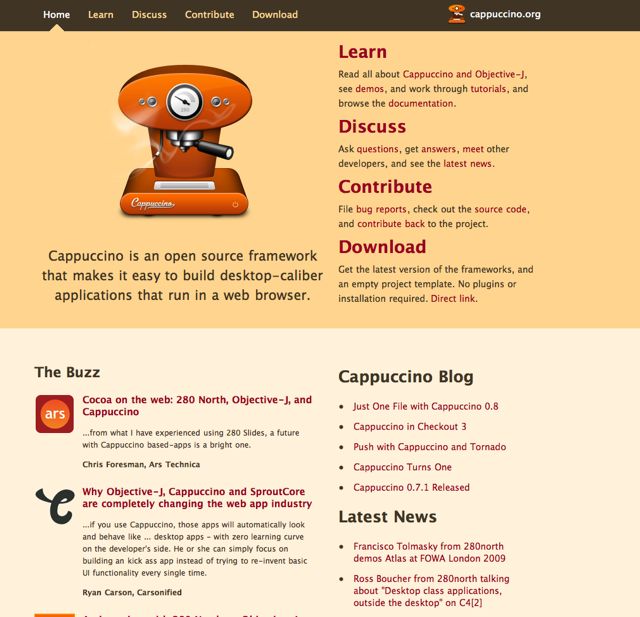 Home Learn Discuss Contribute Download cappuccino.org
Cappuccino
Cappuccino is an open source framework
that makes it easy to build desktop-caliber
applications that run in a web browser.
Learn
Read all about Cappuccino and Objective-J,
see demos, and work through tutorials, and
browse the documentation.
Discuss
Ask questions, get answers, meet other
developers, and see the latest news.
Contribute
File bug reports, check out the source code,
and contribute back to the project.
Download
Get the latest version of the frameworks, and
an empty project template. No plugins or
installation required. Direct link.
The Buzz
ars
Cocoa on the web: 280 North, Objective-J, and
Cappuccino
...from what I have experienced using 280 Slides, a future
with Cappuccino based-apps is a bright one.
Chris Foresman, Ars Technica
Why Objective-J, Cappuccino and SproutCore
are completely changing the web app industry
...if you use Cappuccino, those apps will automatically look
and behave like ... desktop apps - with zero learning curve
on the developer's side. He or she can simply focus on
building an kick ass app instead of trying to re-invent basic
UI functionality every single time.
Ryan Carson, Carsonified
Cappuccino Blog
Just One File with Cappuccino 0.8
Cappuccino in Checkout 3
Push with Cappuccino and Tornado
Cappuccino Turns One
Cappuccino 0.7.1 Released
Latest News
Francisco Tolmasky from 280north
demos Atlas at FOWA London 2009
Ross Boucher from 280north talking
about "Desktop class applications,
outside the desktop" on C4[2]